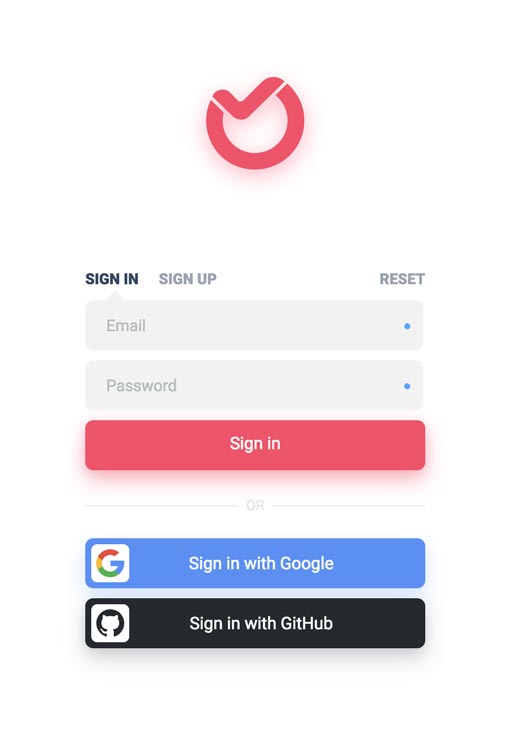 SIGN IN SIGN UP RESET
Email
Password
Sign in
OR
Sign in with Google
Sign in with GitHub